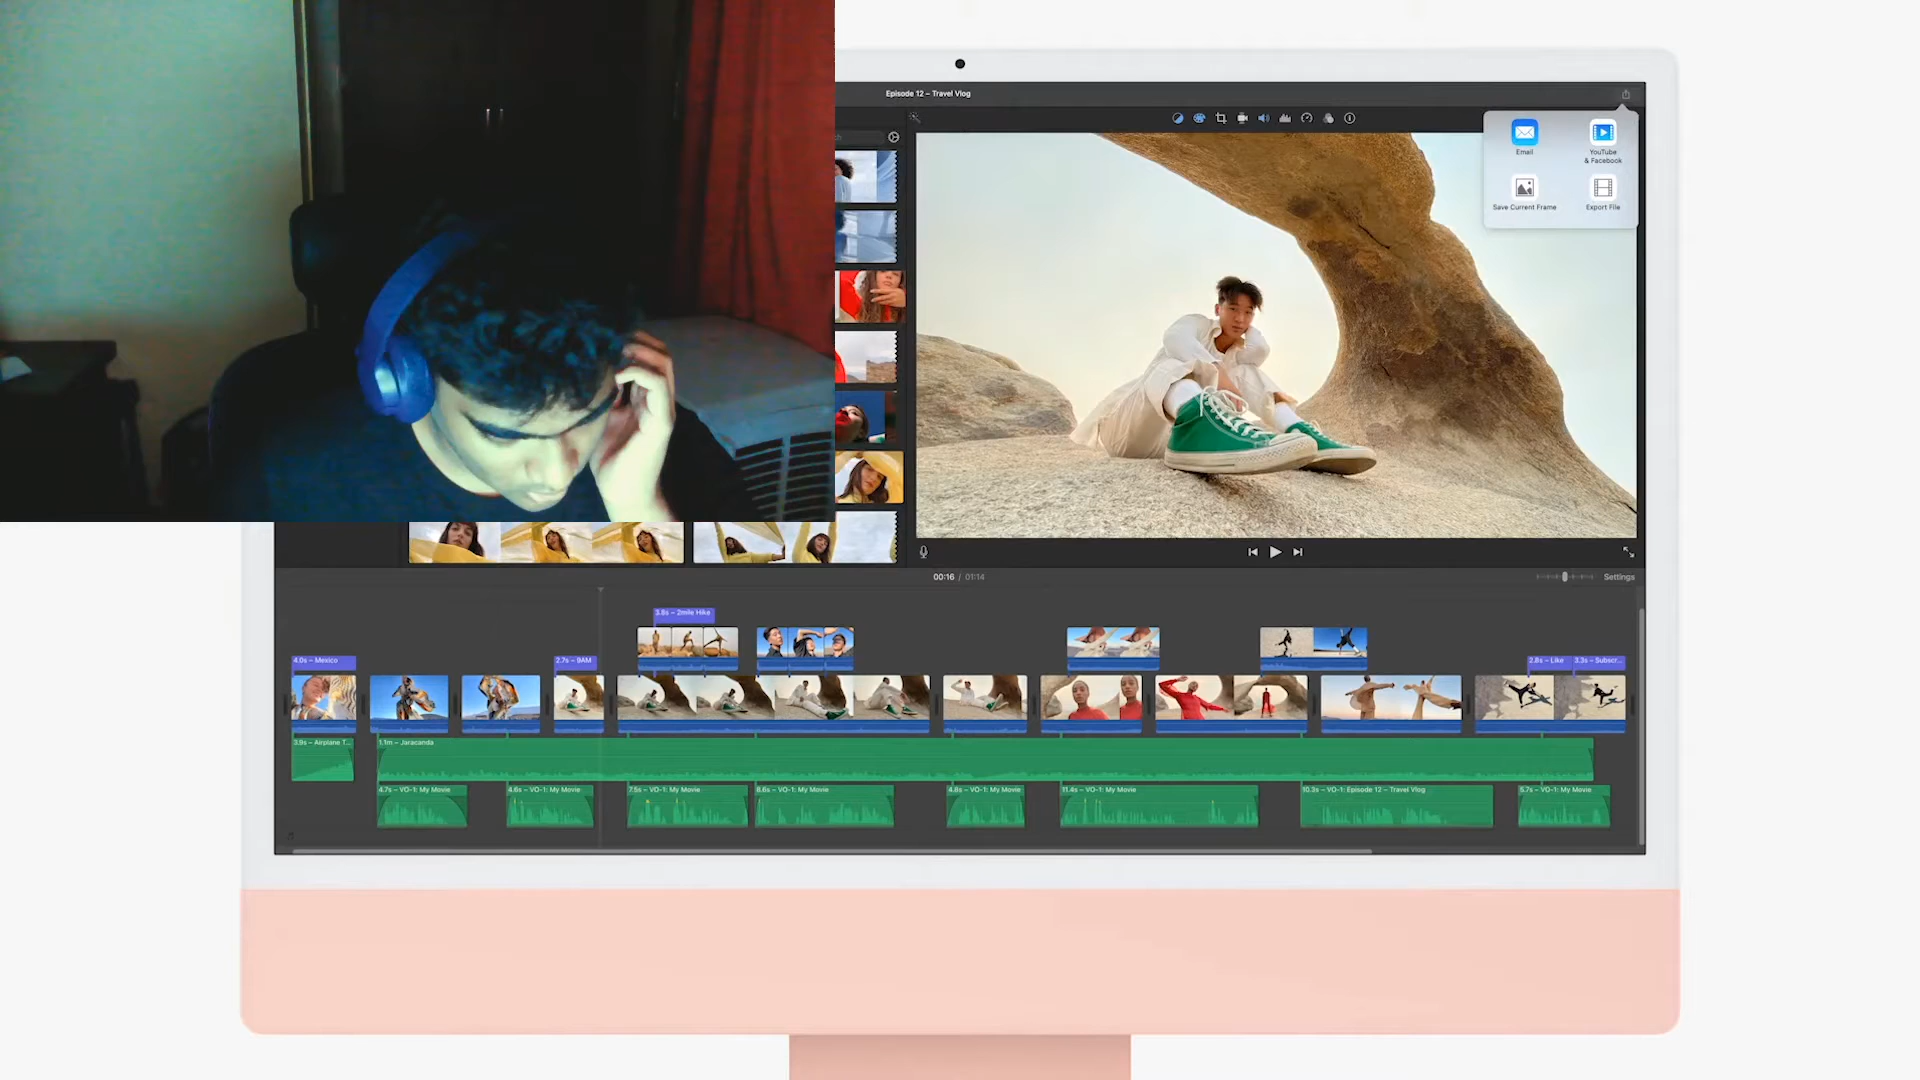 Episode 12 – Travel Vlog
Email
YouTube
& Facebook
Save Current Frame
Export File
00:16 / 01:14
Settings
3.8s – 2mile Hike
4.0s – Mexico
2.7s – 9AM
2.8s – Like
3.3s – Subscr...
3.9s – Airplane T...
1.1m – Jaracanda
4.7s – VO-1: My Movie
4.6s – VO-1: My Movie
7.5s – VO-1: My Movie
8.6s – VO-1: My Movie
4.8s – VO-1: My Movie
11.4s – VO-1: My Movie
10.3s – VO-1: Episode 12 – Travel Vlog
5.7s – VO-1: My Movie